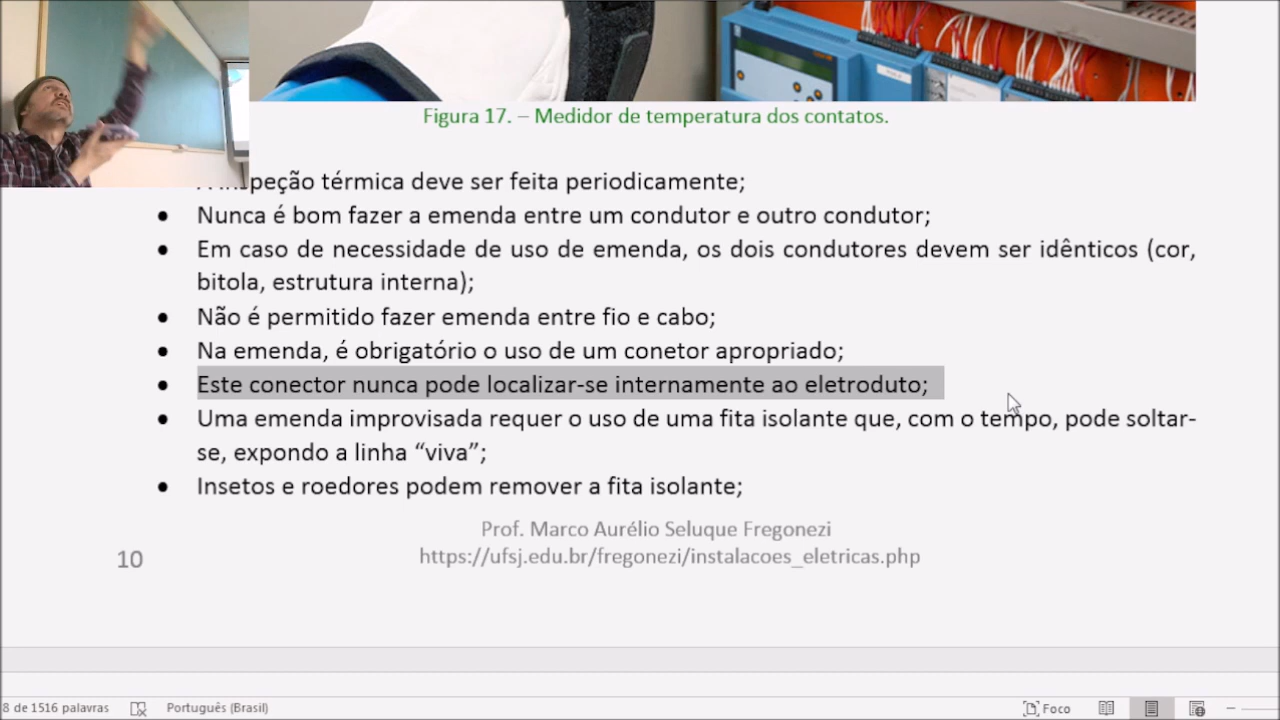 Figura 17. – Medidor de temperatura dos contatos.
A inspeção térmica deve ser feita periodicamente;
• Nunca é bom fazer a emenda entre um condutor e outro condutor;
• Em caso de necessidade de uso de emenda, os dois condutores devem ser idênticos (cor,
bitola, estrutura interna);
• Não é permitido fazer emenda entre fio e cabo;
• Na emenda, é obrigatório o uso de um conetor apropriado;
• Este conector nunca pode localizar-se internamente ao eletroduto;
• Uma emenda improvisada requer o uso de uma fita isolante que, com o tempo, pode soltar-
se, expondo a linha “viva”;
• Insetos e roedores podem remover a fita isolante;
Prof. Marco Aurélio Seluque Fregonezi
10
https://ufsj.edu.br/fregonezi/instalacoes_eletricas.php
8 de 1516 palavras
Português (Brasil)
Foco